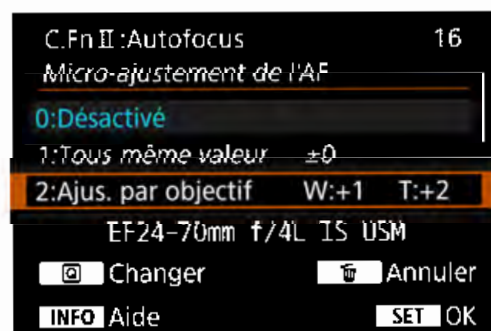 C.Fn II :Autofocus 16
Micro-ajustement de l'AF
0:Désactivé
1:Tous même valeur ±0
2:Ajus. par objectif W:+1 T:+2
EF24-70mm f/4L IS USM
Changer Annuler
INFO Aide SET OK